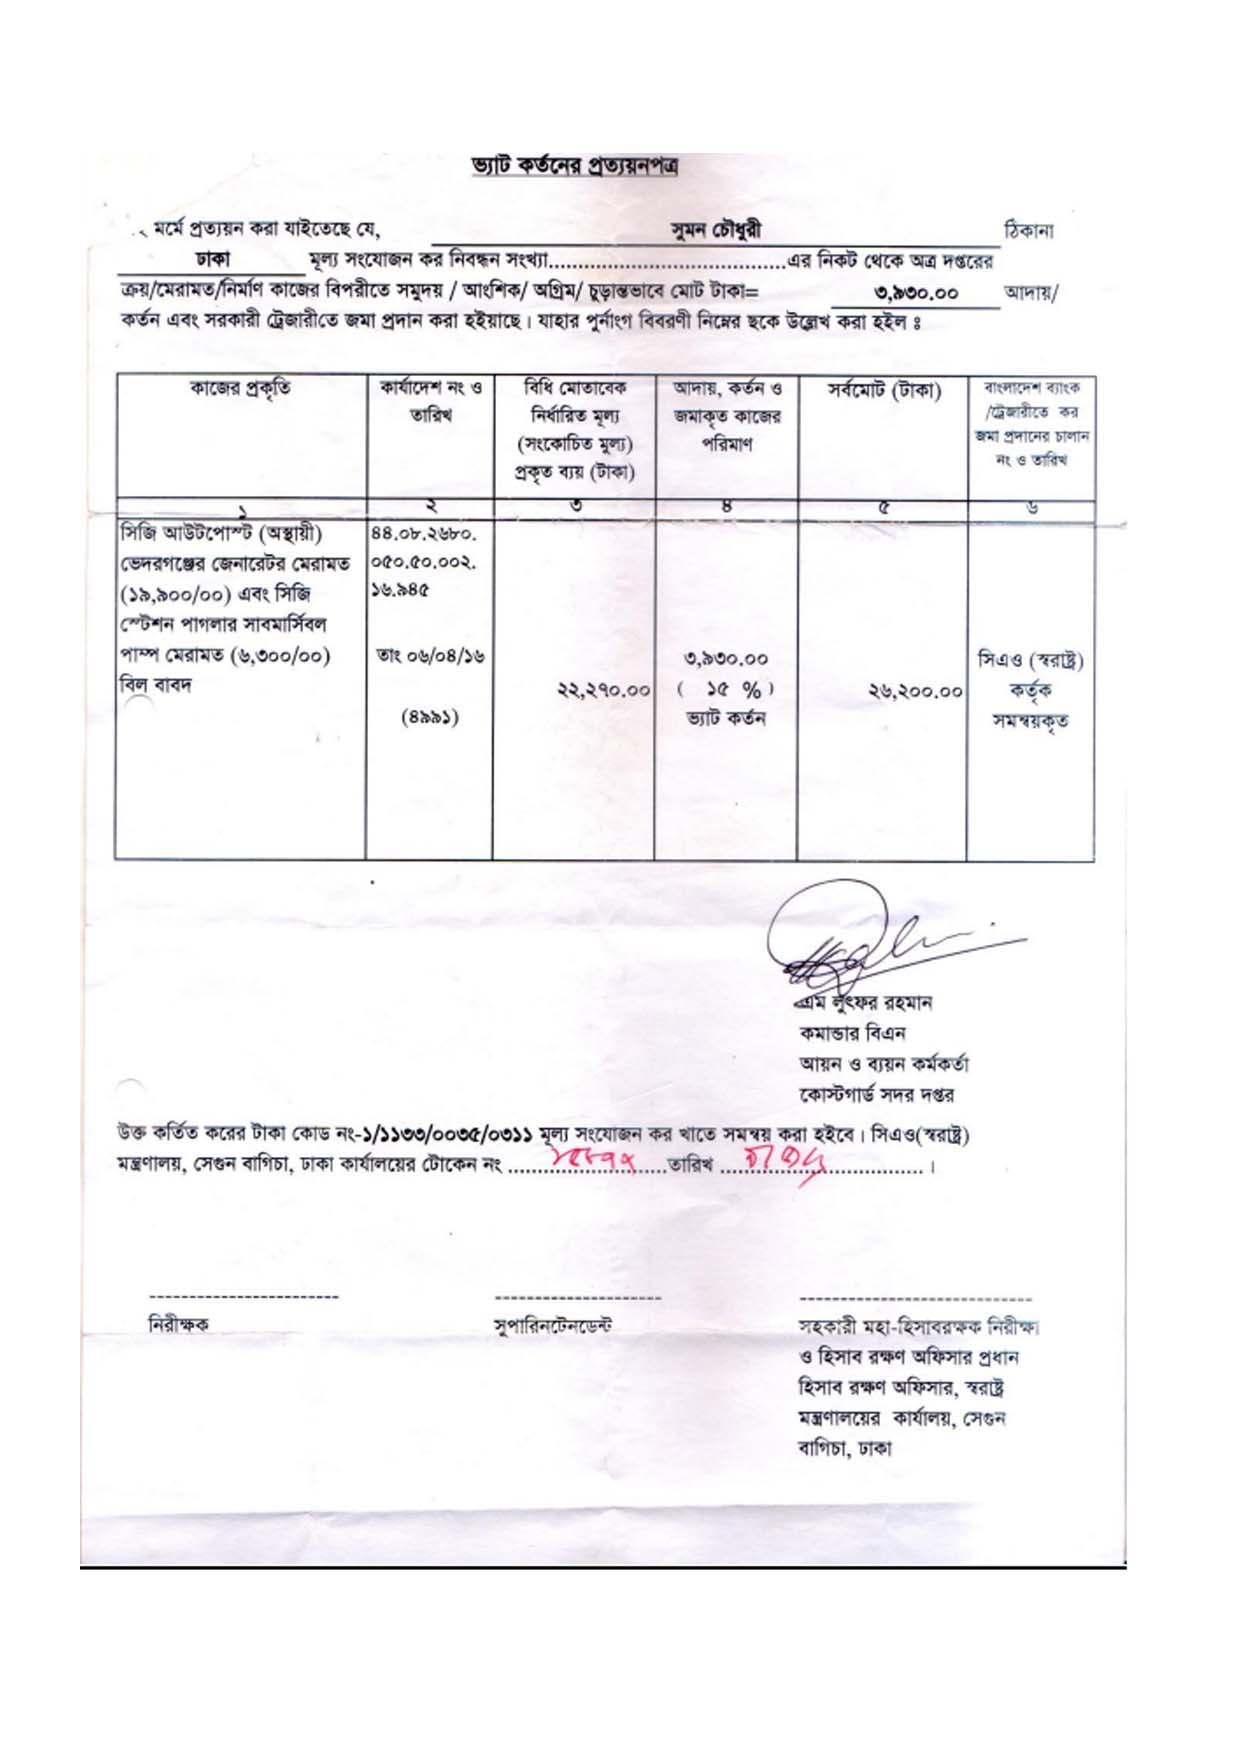 ভ্যাট কর্তনের প্রত্যয়নপত্র
মর্মে প্রত্যয়ন করা যাইতেছে যে, সুমন চৌধুরী ঠিকানা
ঢাকা মূল্য সংযোজন কর নিবন্ধন সংখ্যা.....................................এর নিকট থেকে অত্র দপ্তরের
ক্রয়/মেরামত/নির্মাণ কাজের বিপরীতে সমুদয় / আংশিক/ অগ্রিম/ চুড়ান্তভাবে মোট টাকা= ৩,৯৩০.০০ আদায়/
কর্তন এবং সরকারী ট্রেজারীতে জমা প্রদান করা হইয়াছে। যাহার পুর্নাংগ বিবরণী নিম্নের ছকে উল্লেখ করা হইল ঃ
কাজের প্রকৃতি
কার্যাদেশ নং ও
তারিখ
বিধি মোতাবেক
নির্ধারিত মূল্য
(সংকোচিত মুল্য)
প্রকৃত ব্যয় (টাকা)
আদায়, কর্তন ও
জমাকৃত কাজের
পরিমাণ
সর্বমোট (টাকা)
বাংলাদেশ ব্যাংক
/ট্রেজারীতে কর
জমা প্রদানের চালান
নং ও তারিখ
১ ২ ৩ ৪ ৫ ৬
সিজি আউটপোস্ট (অস্থায়ী)
ভেদরগঞ্জের জেনারেটর মেরামত
(১৯,৯০০/০০) এবং সিজি
স্টেশন পাগলার সাবমার্সিবল
পাম্প মেরামত (৬,৩০০/০০)
বিল বাবদ
৪৪.০৮.২৬৮০.
০৫০.৫০.০০২.
১৬.৯৪৫
তাং ০৬/০৪/১৬
(৪৯৯১)
২২,২৭০.০০
৩,৯৩০.০০
( ১৫ %)
ভ্যাট কর্তন
২৬,২০০.০০
সিএও (স্বরাষ্ট্র)
কর্তৃক
সমন্বয়কৃত
এম লুৎফর রহমান
কমান্ডার বিএন
আয়ন ও ব্যয়ন কর্মকর্তা
কোস্টগার্ড সদর দপ্তর
উক্ত কর্তিত করের টাকা কোড নং-১/১১৩৩/০০৩৫/০৩১১ মূল্য সংযোজন কর খাতে সমন্বয় করা হইবে। সিএও(স্বরাষ্ট্র)
মন্ত্রণালয়, সেগুন বাগিচা, ঢাকা কার্যালয়ের টোকেন নং .........................তারিখ ................................ ।
নিরীক্ষক
সুপারিনটেনডেন্ট
সহকারী মহা-হিসাবরক্ষক নিরীক্ষা
ও হিসাব রক্ষণ অফিসার প্রধান
হিসাব রক্ষণ অফিসার, স্বরাষ্ট্র
মন্ত্রণালয়ের কার্যালয়, সেগুন
বাগিচা, ঢাকা